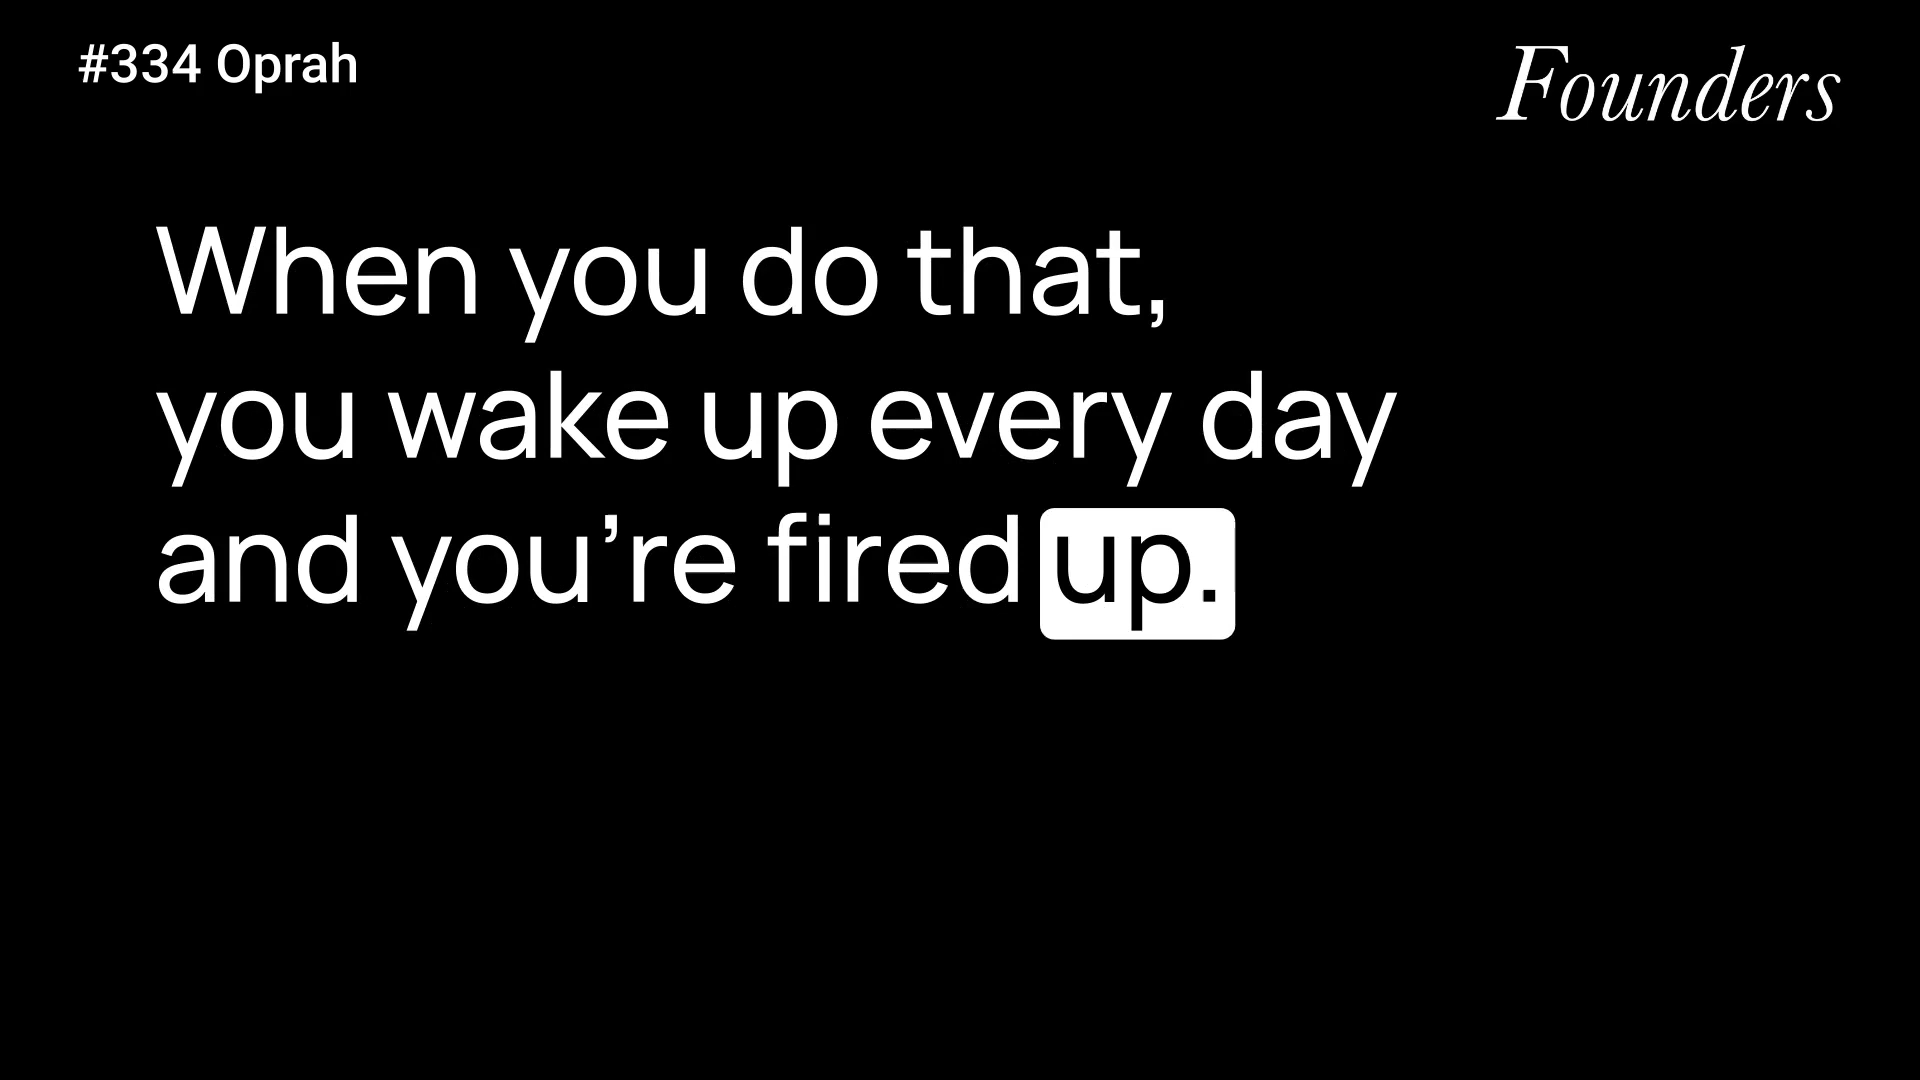 #334 Oprah
Founders
When you do that,
you wake up every day
and you’re fired up.